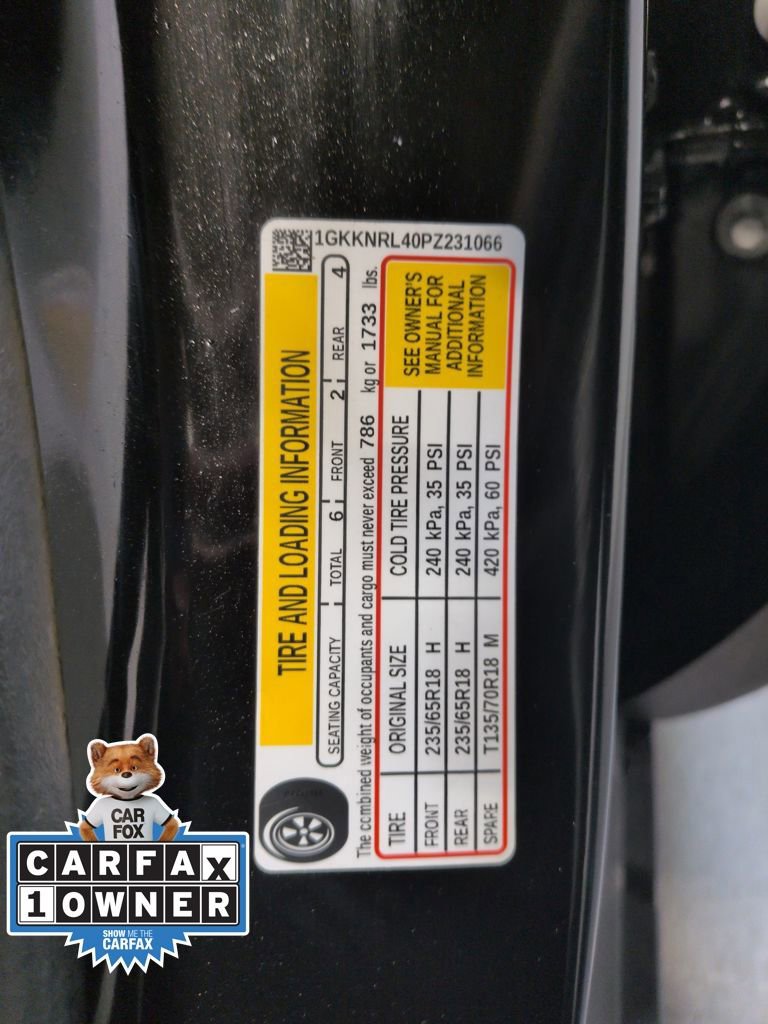 1GKKNRL40PZ231066
TIRE AND LOADING INFORMATION
SEATING CAPACITY TOTAL 6 FRONT 2 REAR 4
The combined weight of occupants and cargo must never exceed 786 kg or 1733 lbs.
TIRE ORIGINAL SIZE COLD TIRE PRESSURE
FRONT 235/65R18 H 240 kPa, 35 PSI
REAR 235/65R18 H 240 kPa, 35 PSI
SPARE T135/70R18 M 420 kPa, 60 PSI
SEE OWNER'S
MANUAL FOR
ADDITIONAL
INFORMATION
CAR
FOX
CARFAX
1 OWNER
SHOW ME THE
CARFAX